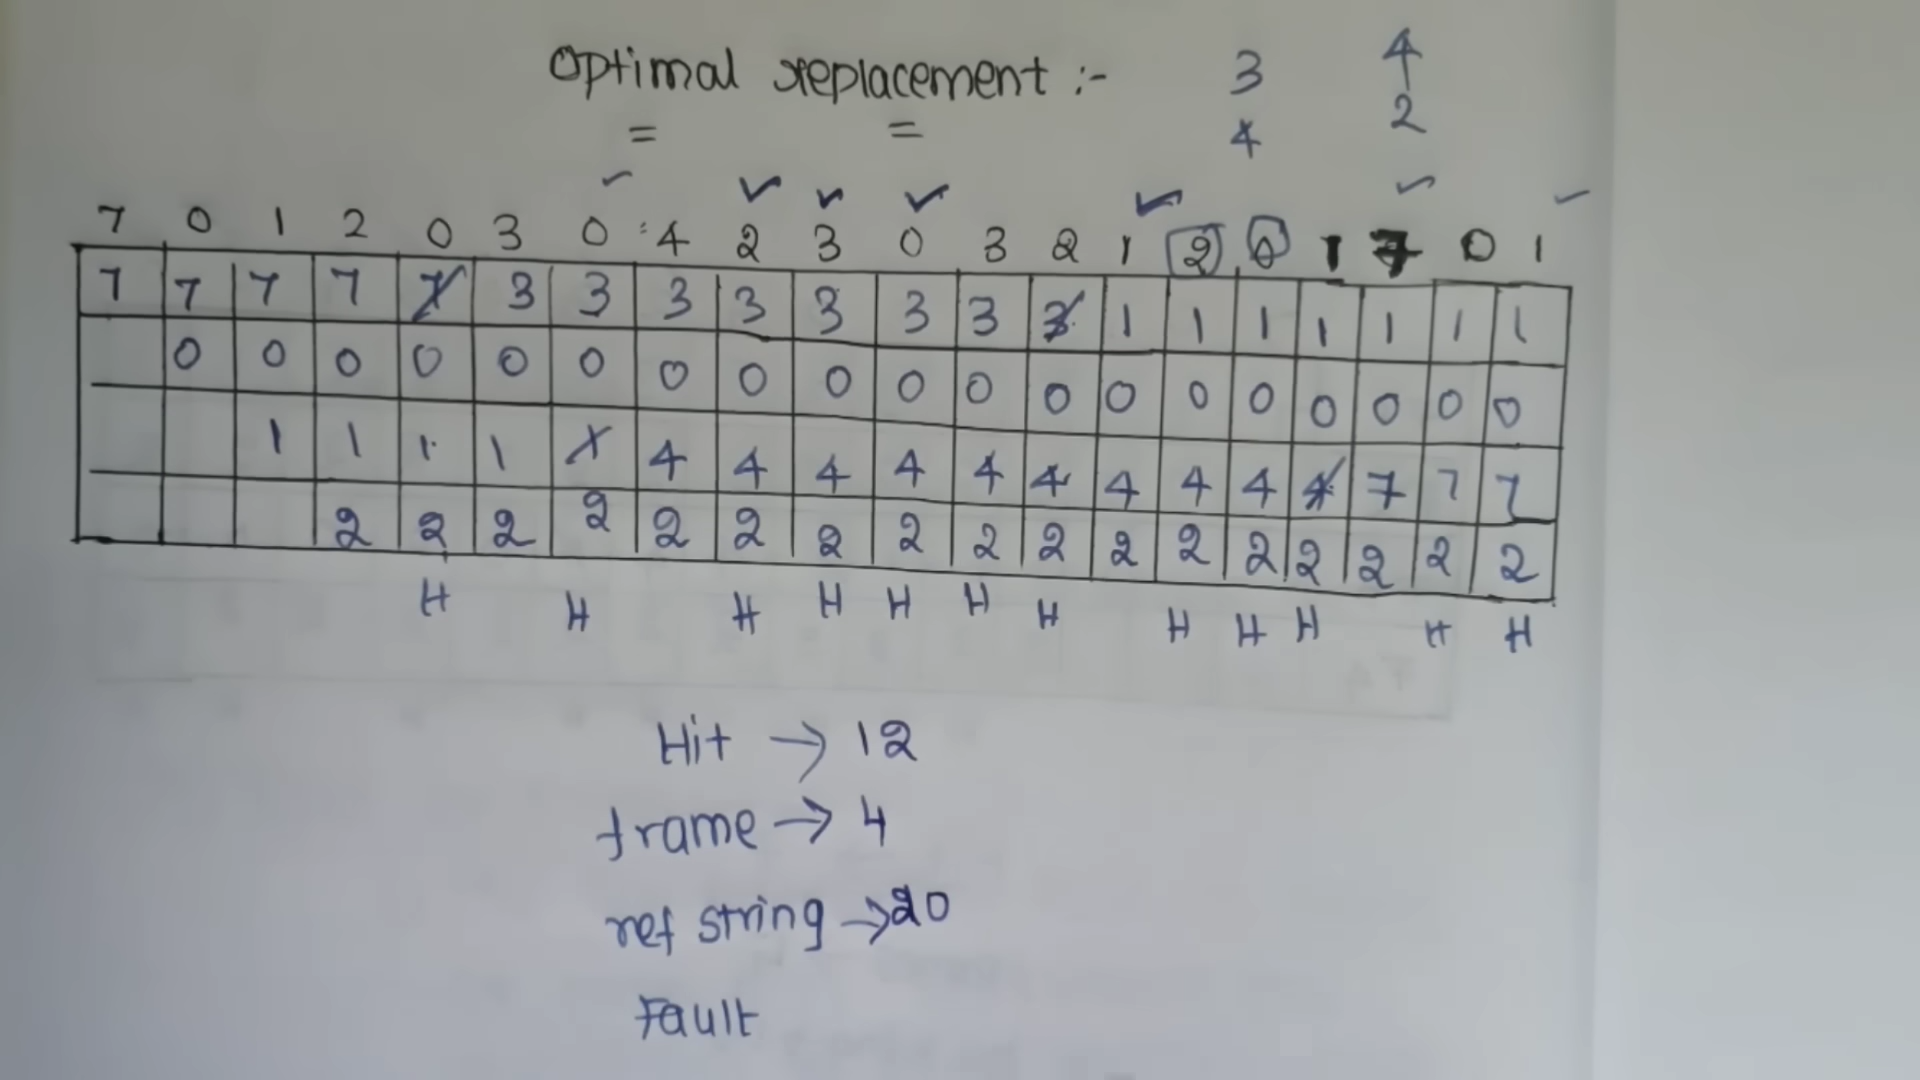 Optimal replacement :-
3 4
4 2
7 0 1 2 0 3 0 4 2 3 0 3 2 1 2 0 1 7 0 1
7 7 7 7 7 3 3 3 3 3 3 3 3 1 1 1 1 1 1 1
0 0 0 0 0 0 0 0 0 0 0 0 0 0 0 0 0 0 0
1 1 1 1 1 4 4 4 4 4 4 4 4 4 4 7 7 7
2 2 2 2 2 2 2 2 2 2 2 2 2 2 2 2 2
H H H H H H H H H H H H
Hit → 12
frame → 4
ref string → 20
Fault